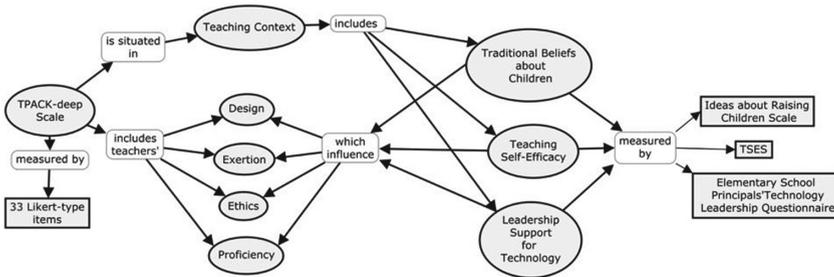 Teaching Context
includes
is situated
in
Traditional Beliefs
about
Children
TPACK-deep
Scale
Design
Ideas about Raising
Children Scale
includes
teachers'
which
influence
Teaching
Self-Efficacy
measured
by
TSES
measured by
Exertion
Elementary School
Principals'Technology
Leadership Questionnaire
33 Likert-type
items
Ethics
Leadership
Support
for
Technology
Proficiency